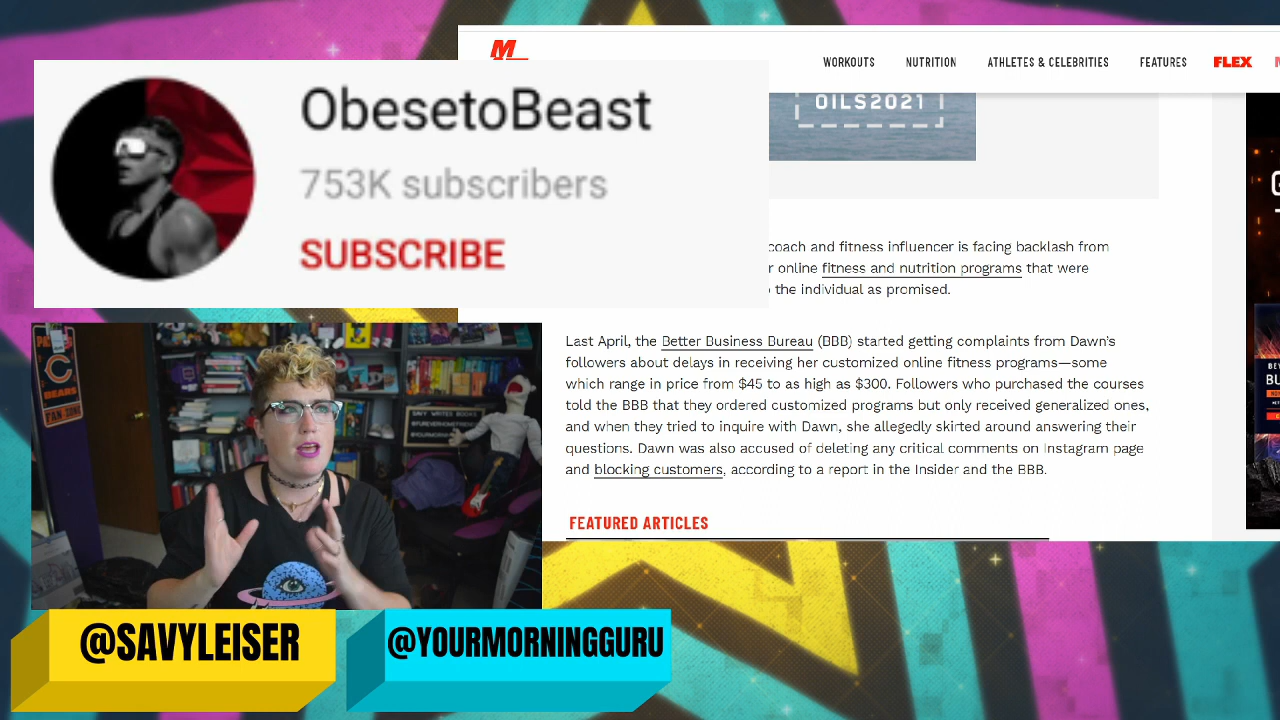 M
WORKOUTS NUTRITION ATHLETES & CELEBRITIES FEATURES FLEX
OILS2021
ObesetoBeast
753K subscribers
SUBSCRIBE
coach and fitness influencer is facing backlash from
online fitness and nutrition programs that were
the individual as promised.
Last April, the Better Business Bureau (BBB) started getting complaints from Dawn's
followers about delays in receiving her customized online fitness programs—some
which range in price from $45 to as high as $300. Followers who purchased the courses
told the BBB that they ordered customized programs but only received generalized ones,
and when they tried to inquire with Dawn, she allegedly skirted around answering their
questions. Dawn was also accused of deleting any critical comments on Instagram page
and blocking customers, according to a report in the Insider and the BBB.
FEATURED ARTICLES
BEARS
FAN ZONE
@SAVYLEISER
@YOURMORNINGGURU